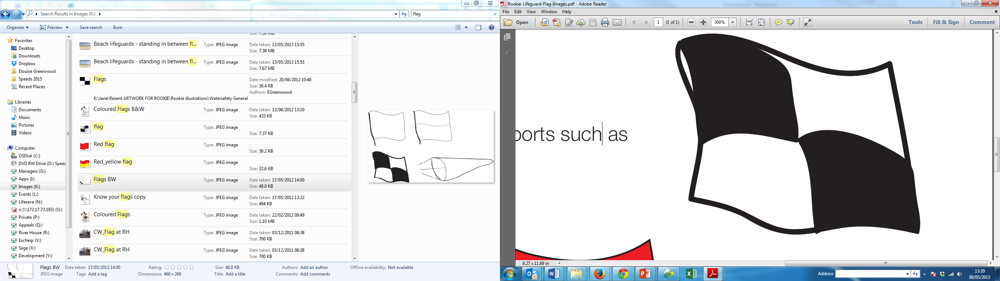 Search Results in Images (K:)
flag
Organize
Preview
Save search
Burn
Favorites
Desktop
Downloads
Dropbox
Elouise Greenwood
Speeds 2015
Recent Places
Libraries
Documents
Music
Pictures
Videos
Computer
OSDisk (C:)
DVD RW Drive (D:) Speed
Managers (G:)
Apps (I:)
Images (K:)
Events (L:)
Lifesave (N:)
o (\\172.17.73.193) (O:)
Private (P:)
Appeals (Q:)
River House (R:)
Excheqr (V:)
Sage (X:)
Development (Y:)
Beach lifeguards - standing in between fl... Type: JPEG image Date taken: 13/05/2013 15:55
Size: 7.38 MB
Beach lifeguards - standing in between fl... Type: JPEG image Date taken: 13/05/2013 15:55
Size: 7.67 MB
Flags Date modified: 20/06/2012 10:46
Size: 36.4 KB
Authors: EGreenwood
K:\Jane\Resent ARTWORK FOR ROOKIE\Rookie illustrations\Watersafety General
Coloured Flags B&W Type: JPEG image Date taken: 13/06/2012 13:10
Size: 433 KB
flag Type: JPEG image
Size: 7.37 KB
Red flag Type: JPEG image
Size: 30.2 KB
Red_yellow flag Type: JPEG image
Size: 32.6 KB
Flags BW Type: JPEG image Date taken: 17/05/2012 14:00
Size: 48.0 KB
Know your flags copy Type: JPEG image Date taken: 17/05/2012 13:22
Size: 484 KB
Coloured Flags Type: JPEG image Date taken: 22/02/2012 09:49
Size: 1.10 MB
CW_Flag at RH Type: JPEG image Date taken: 03/12/2011 08:38
Size: 700 KB
CW_Flag at RH Type: JPEG image Date taken: 03/12/2011 08:38
Size: 700 KB
Flags BW Date taken: 17/05/2012 14:00 Rating: Size: 48.0 KB Authors: Add an author Offline availability: Not available
JPEG image Tags: Add a tag Dimensions: 468 x 269 Title: Add a title Comments: Add comments
Rookie-Lifeguard-Flag-Images.pdf - Adobe Reader
File Edit View Window Help
Open 1 (1 of 1) 300% Tools Fill & Sign Comment
ports such as
8.27 x 11.69 in
Address
13:20
08/05/2015